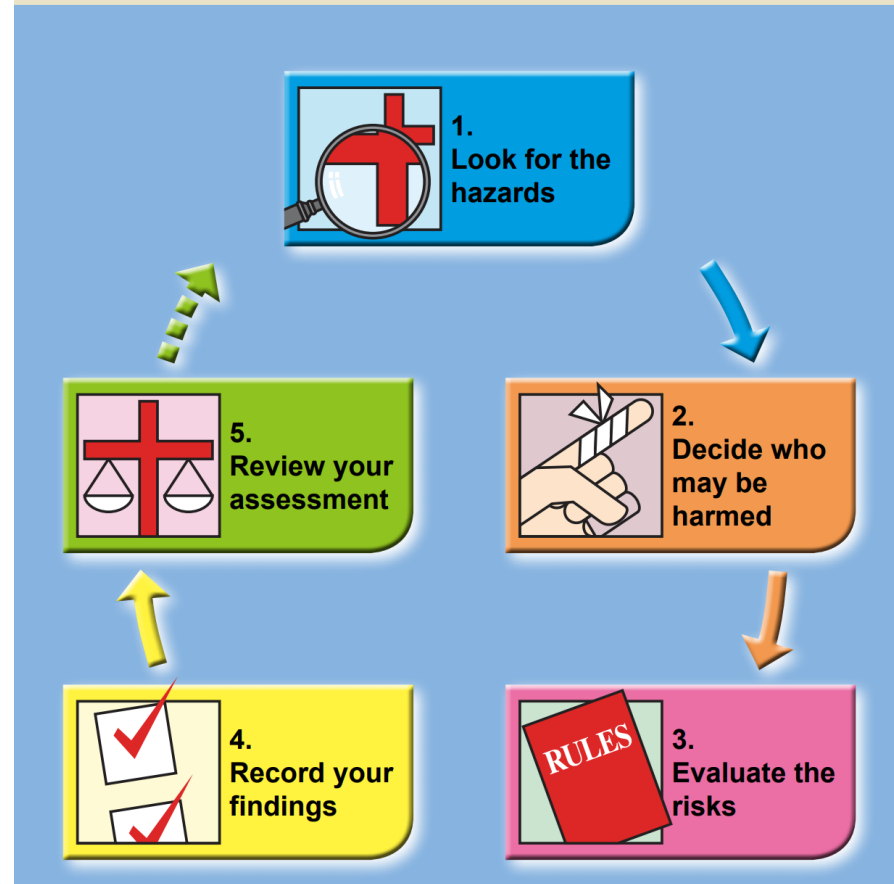 1.
Look for the
hazards
2.
Decide who
may be
harmed
RULES
3.
Evaluate the
risks
4.
Record your
findings
5.
Review your
assessment